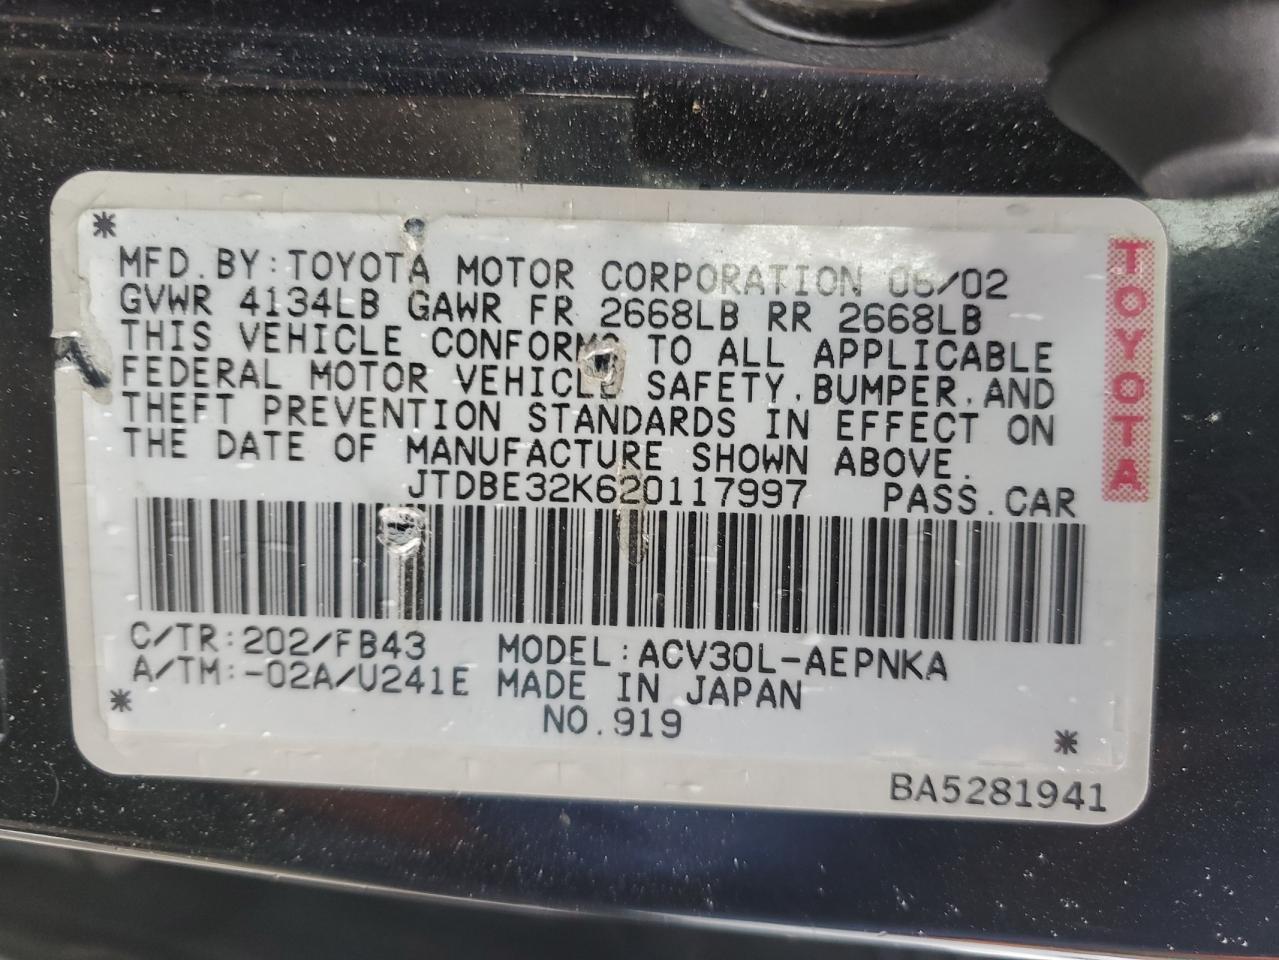 MFD.BY:TOYOTA MOTOR CORPORATION 06/02
GVWR 4134LB GAWR FR 2668LB RR 2668LB
THIS VEHICLE CONFORMS TO ALL APPLICABLE
FEDERAL MOTOR VEHICLE SAFETY,BUMPER,AND
THEFT PREVENTION STANDARDS IN EFFECT ON
THE DATE OF MANUFACTURE SHOWN ABOVE.
JTDBE32K620117997 PASS.CAR
TOYOTA
C/TR:202/FB43 MODEL:ACV30L-AEPNKA
A/TM:-02A/U241E MADE IN JAPAN
NO.919
BA5281941